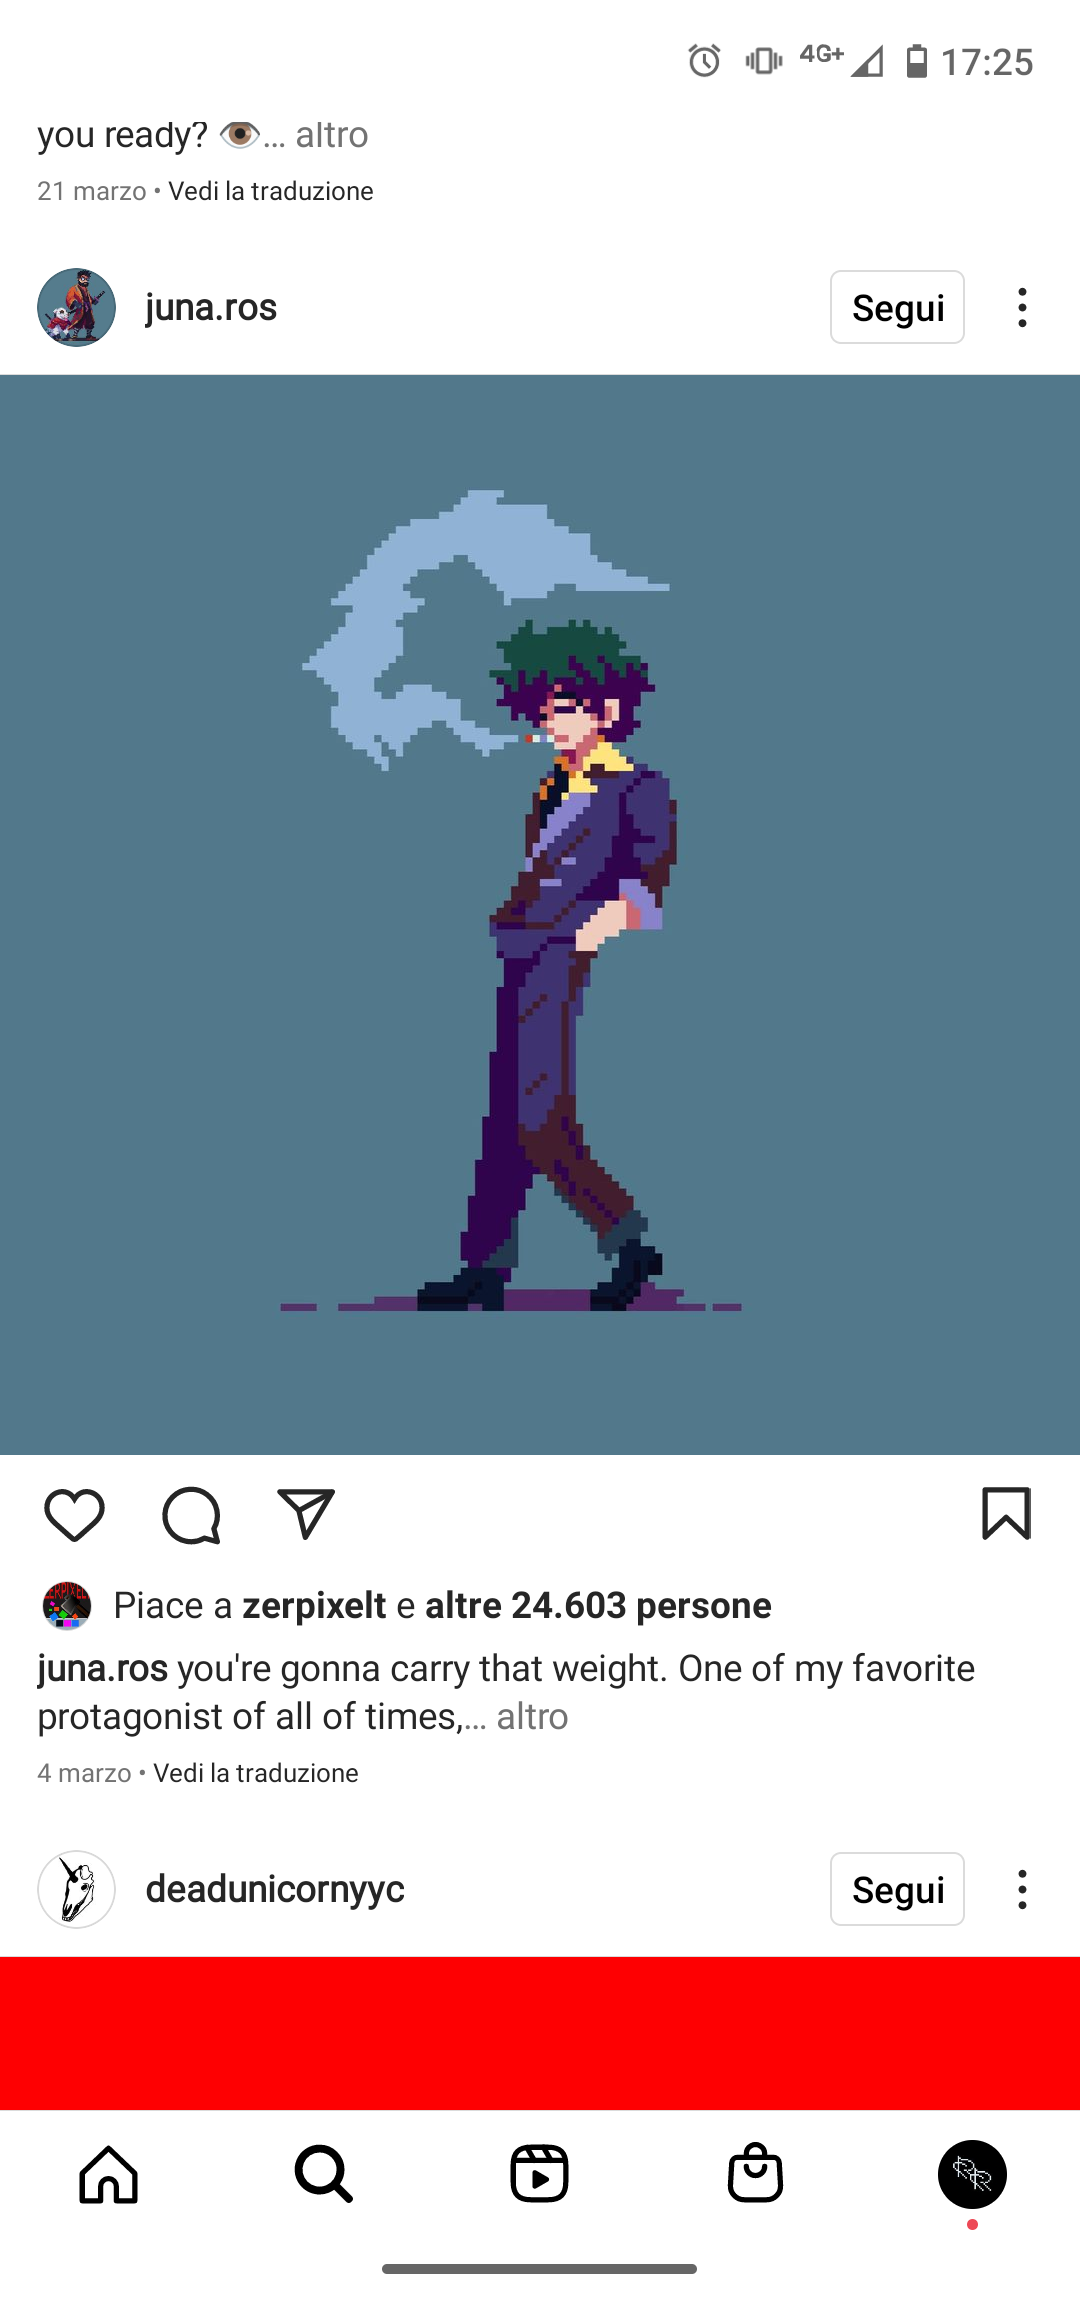 4G+ 17:25
you ready? 👁️... altro
21 marzo • Vedi la traduzione
juna.ros Segui
Piace a zerpixelt e altre 24.603 persone
juna.ros you're gonna carry that weight. One of my favorite
protagonist of all of times,... altro
4 marzo • Vedi la traduzione
deadunicornyyc Segui